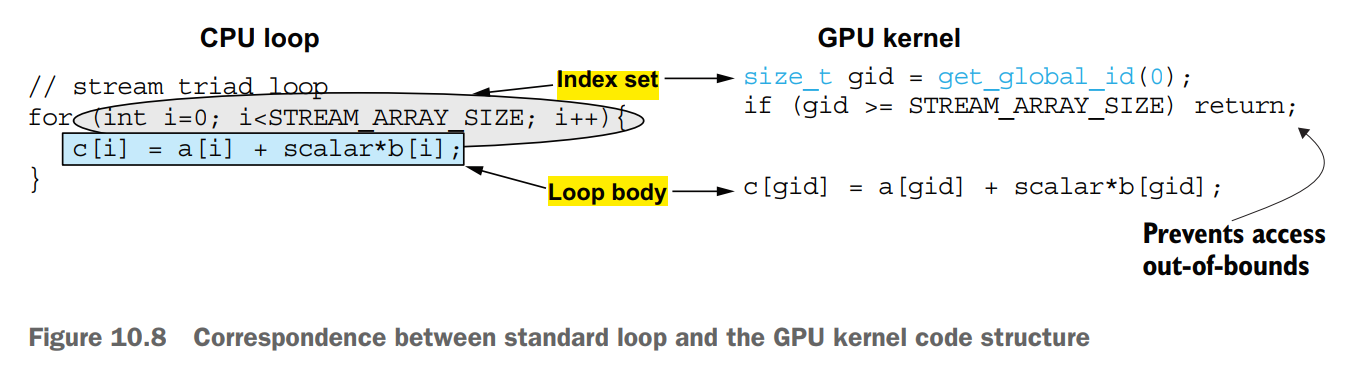 CPU loop
// stream triad loop
for (int i=0; i<STREAM_ARRAY_SIZE; i++){
c[i] = a[i] + scalar*b[i];
}
Index set
Loop body
GPU kernel
size_t gid = get_global_id(0);
if (gid >= STREAM_ARRAY_SIZE) return;
c[gid] = a[gid] + scalar*b[gid];
Prevents access
out-of-bounds
Figure 10.8 Correspondence between standard loop and the GPU kernel code structure